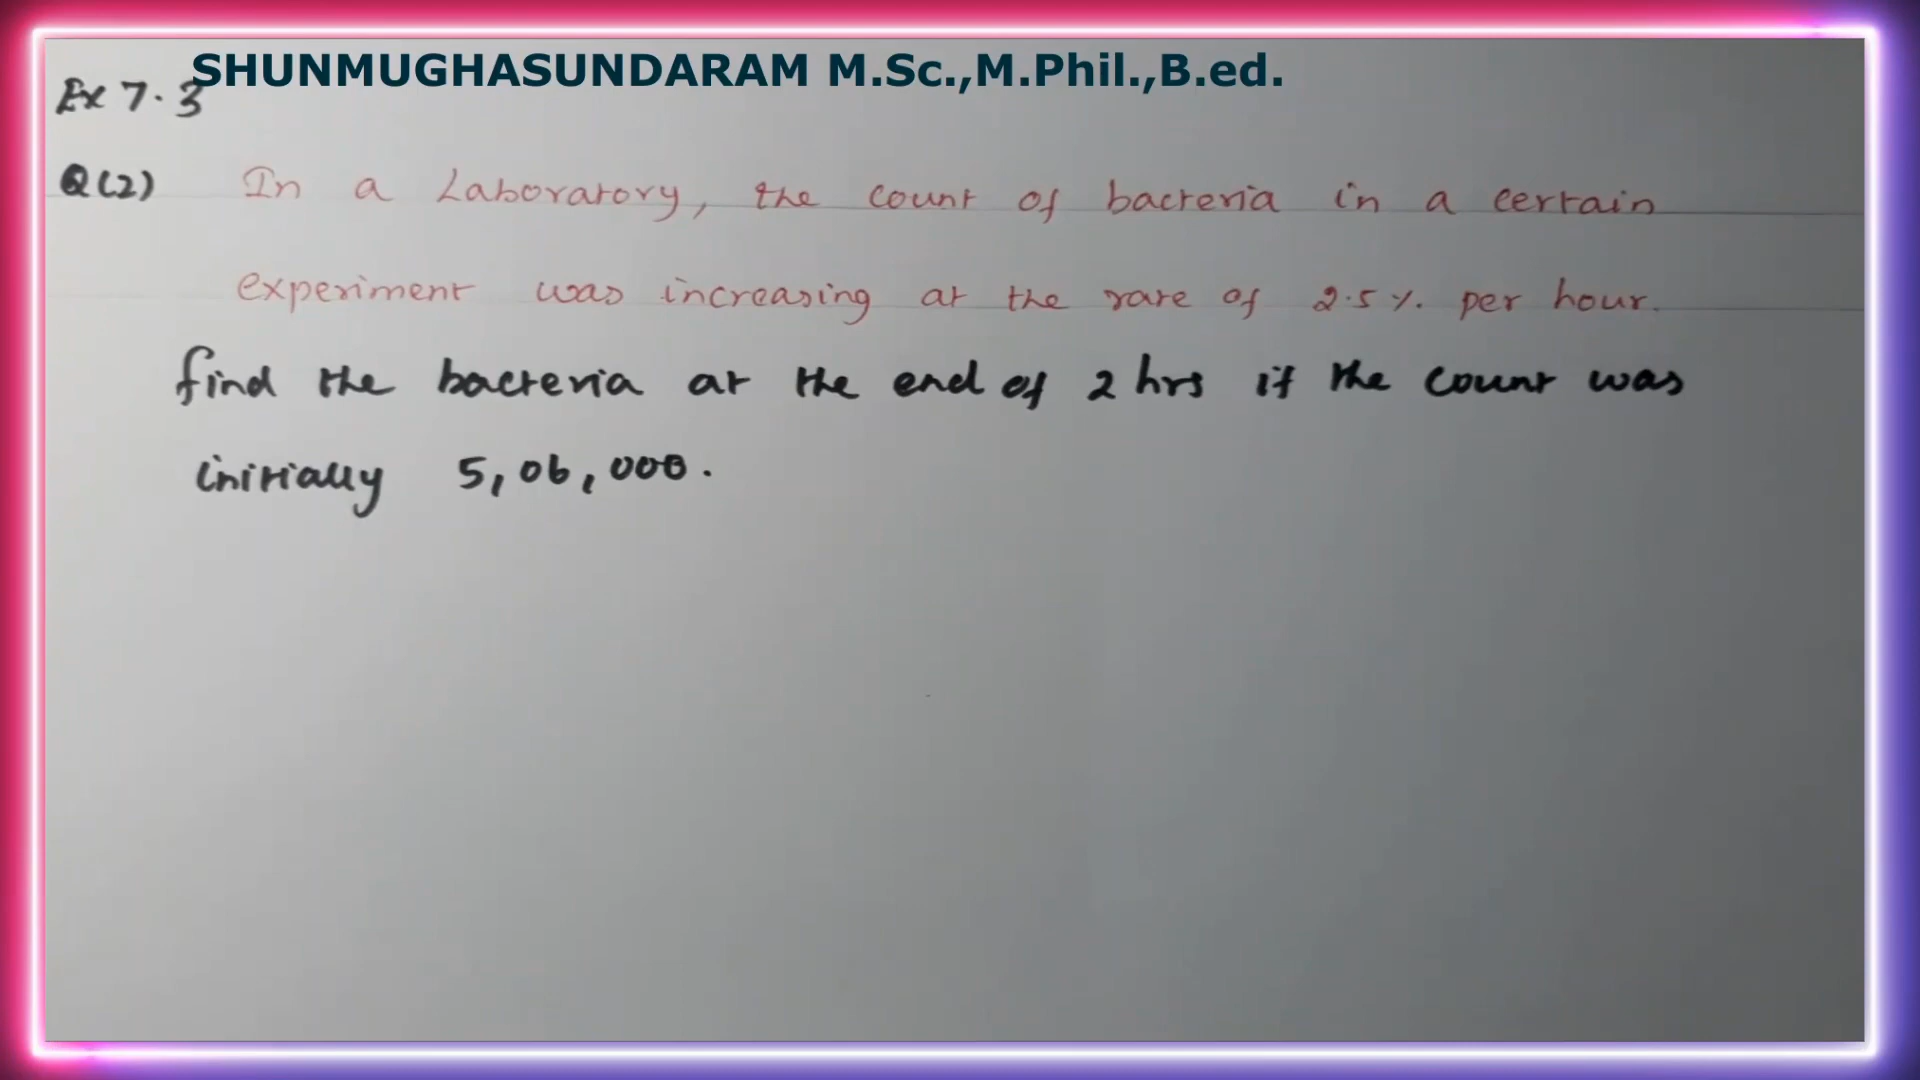 SHUNMUGHASUNDARAM M.Sc.,M.Phil.,B.ed.
Ex 7.3
Q(2) In a Laboratory, the count of bacteria in a certain
experiment was increasing at the rate of 2.5%. per hour.
find the bacteria at the end of 2 hrs if the count was
initially 5,06,000.